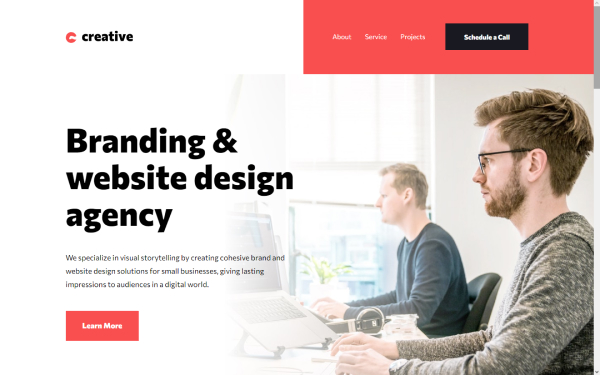 creative
About Service Projects Schedule a Call
Branding &
website design
agency
We specialize in visual storytelling by creating cohesive brand and
website design solutions for small businesses, giving lasting
impressions to audiences in a digital world.
Learn More